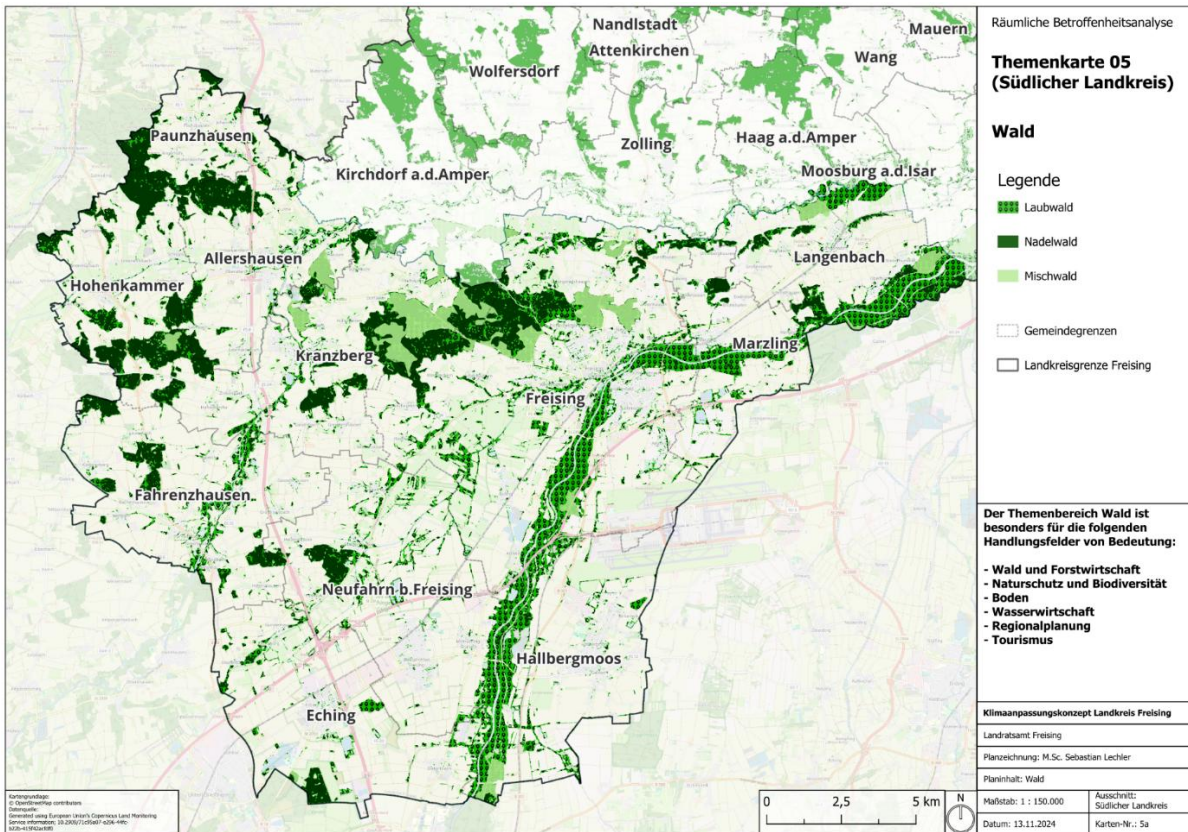 Nandlstadt
Mauern
Attenkirchen
Wang
Wolfersdorf
Paunzhausen
Zolling
Haag a.d.Amper
Kirchdorf a.d.Amper
Moosburg a.d.Isar
Allershausen
Langenbach
Hohenkammer
Kranzberg
Marzling
Freising
Fahrenzhausen
Neufahrn b.Freising
Hallbergmoos
Eching
Kartengrundlage:
© OpenStreetMap contributors
Datenquelle:
Generated using European Union's Copernicus Land Monitoring
0 2,5 5 km
N
Räumliche Betroffenheitsanalyse
Themenkarte 05
(Südlicher Landkreis)
Wald
Legende
Laubwald
Nadelwald
Mischwald
Gemeindegrenzen
Landkreisgrenze Freising
Der Themenbereich Wald ist
besonders für die folgenden
Handlungsfelder von Bedeutung:
- Wald und Forstwirtschaft
- Naturschutz und Biodiversität
- Boden
- Wasserwirtschaft
- Regionalplanung
- Tourismus
Klimaanpassungskonzept Landkreis Freising
Landratsamt Freising
Planzeichnung: M.Sc. Sebastian Lechler
Planinhalt: Wald
Maßstab: 1 : 150.000
Ausschnitt:
Südlicher Landkreis
Datum: 13.11.2024
Karten-Nr.: 5a